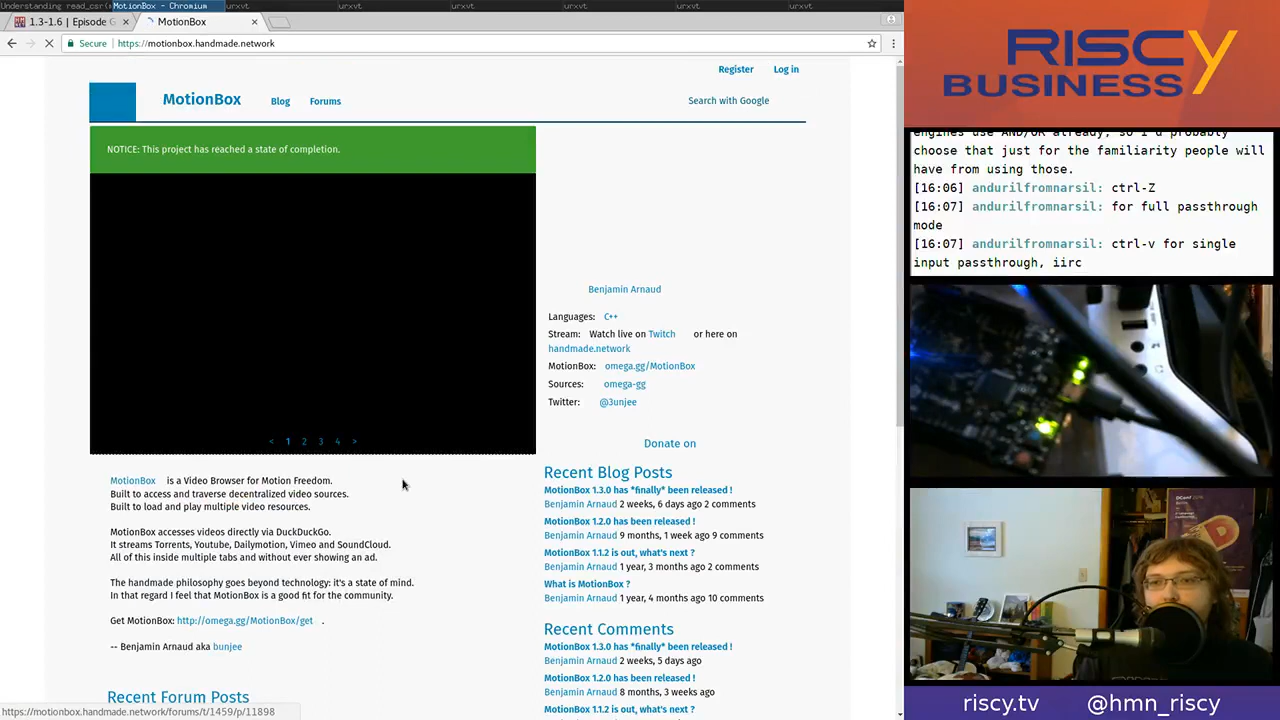 Understanding read_csr(
MotionBox - Chromium
urxvt
urxvt
urxvt
urxvt
urxvt
urxvt
1.3-1.6 | Episode G
MotionBox
Secure
https://motionbox.handmade.network
Register Log in
MotionBox Blog Forums Search with Google
NOTICE: This project has reached a state of completion.
< 1 2 3 4 >
MotionBox is a Video Browser for Motion Freedom.
Built to access and traverse decentralized video sources.
Built to load and play multiple video resources.
MotionBox accesses videos directly via DuckDuckGo.
It streams Torrents, Youtube, Dailymotion, Vimeo and SoundCloud.
All of this inside multiple tabs and without ever showing an ad.
The handmade philosophy goes beyond technology: it's a state of mind.
In that regard I feel that MotionBox is a good fit for the community.
Get MotionBox: http://omega.gg/MotionBox/get .
-- Benjamin Arnaud aka bunjee
Recent Forum Posts
Benjamin Arnaud
Languages: C++
Stream: Watch live on Twitch or here on
handmade.network
MotionBox: omega.gg/MotionBox
Sources: omega-gg
Twitter: @3unjee
Donate on
Recent Blog Posts
MotionBox 1.3.0 has *finally* been released !
Benjamin Arnaud 2 weeks, 6 days ago 2 comments
MotionBox 1.2.0 has been released !
Benjamin Arnaud 9 months, 1 week ago 9 comments
MotionBox 1.1.2 is out, what's next ?
Benjamin Arnaud 1 year, 3 months ago 2 comments
What is MotionBox ?
Benjamin Arnaud 1 year, 4 months ago 10 comments
Recent Comments
MotionBox 1.3.0 has *finally* been released !
Benjamin Arnaud 2 weeks, 5 days ago
MotionBox 1.2.0 has been released !
Benjamin Arnaud 8 months, 3 weeks ago
MotionBox 1.1.2 is out, what's next ?
https://motionbox.handmade.network/forums/t/1459/p/11898
RISCY
BUSINESS
engines use AND/OR already, so i'd probably
choose that just for the familiarity people will
have from using those.
[16:06] andurilfromnarsil: ctrl-Z
[16:07] andurilfromnarsil: for full passthrough
mode
[16:07] andurilfromnarsil: ctrl-v for single
input passthrough, iirc
riscy.tv @hmn_riscy